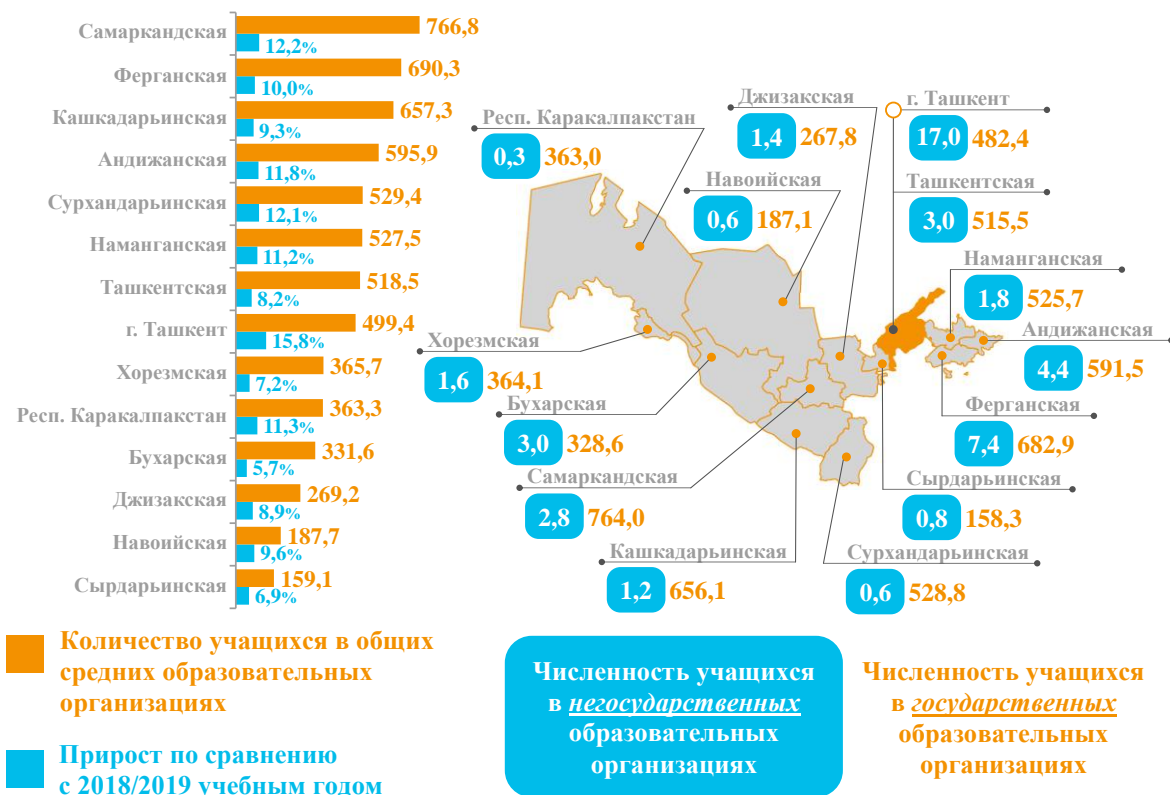 Самаркандская
766,8
12,2%
Ферганская
690,3
10,0%
Кашкадарьинская
657,3
9,3%
Андижанская
595,9
11,8%
Сурхандарьинская
529,4
12,1%
Наманганская
527,5
11,2%
Ташкентская
518,5
8,2%
г. Ташкент
499,4
15,8%
Хорезмская
365,7
7,2%
Респ. Каракалпакстан
363,3
11,3%
Бухарская
331,6
5,7%
Джизакская
269,2
8,9%
Навоийская
187,7
9,6%
Сырдарьинская
159,1
6,9%
Количество учащихся в общих
средних образовательных
организациях
Прирост по сравнению
с 2018/2019 учебным годом
Респ. Каракалпакстан
0,3 363,0
Джизакская
1,4 267,8
г. Ташкент
17,0 482,4
Навоийская
0,6 187,1
Ташкентская
3,0 515,5
Наманганская
1,8 525,7
Андижанская
4,4 591,5
Хорезмская
1,6 364,1
Бухарская
3,0 328,6
Ферганская
7,4 682,9
Самаркандская
2,8 764,0
Сырдарьинская
0,8 158,3
Кашкадарьинская
1,2 656,1
Сурхандарьинская
0,6 528,8
Численность учащихся
в негосударственных
образовательных
организациях
Численность учащихся
в государственных
образовательных
организациях